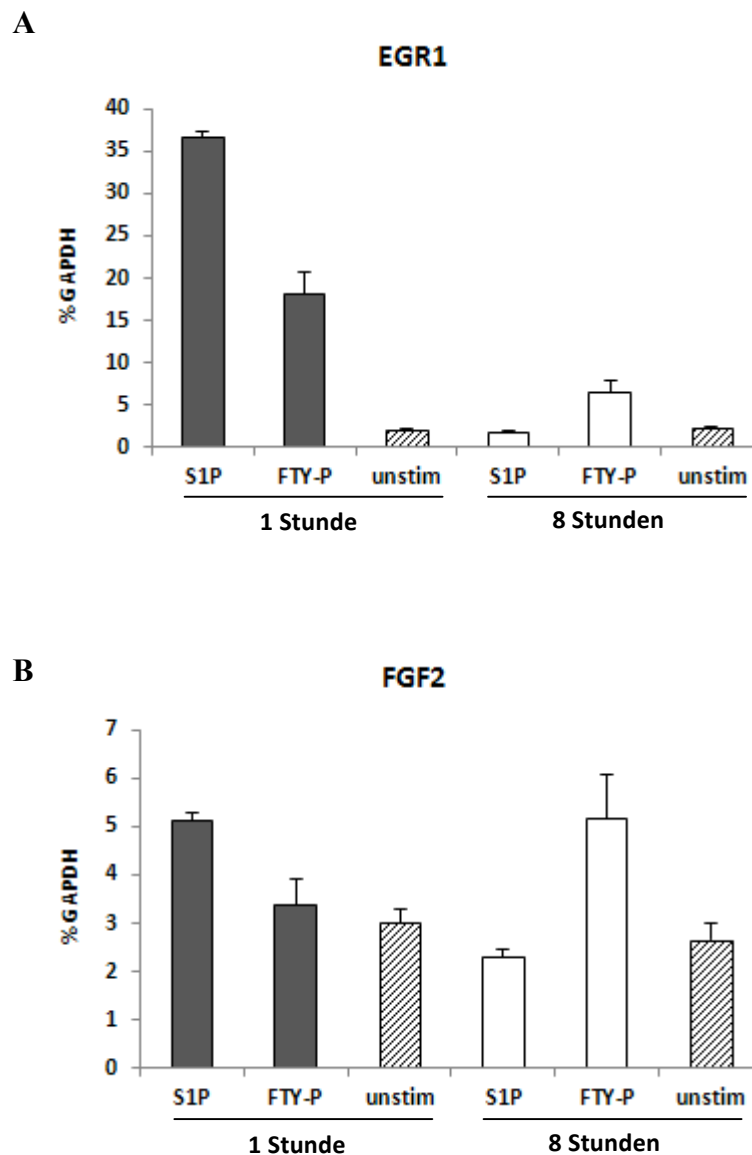 A
EGR1
40
35
30
25
20
15
10
5
0
%GAPDH
S1P FTY-P unstim S1P FTY-P unstim
1 Stunde 8 Stunden
B
FGF2
7
6
5
4
3
2
1
0
%GAPDH
S1P FTY-P unstim S1P FTY-P unstim
1 Stunde 8 Stunden